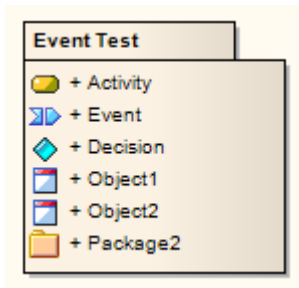 Event Test
+ Activity
+ Event
+ Decision
+ Object1
+ Object2
+ Package2